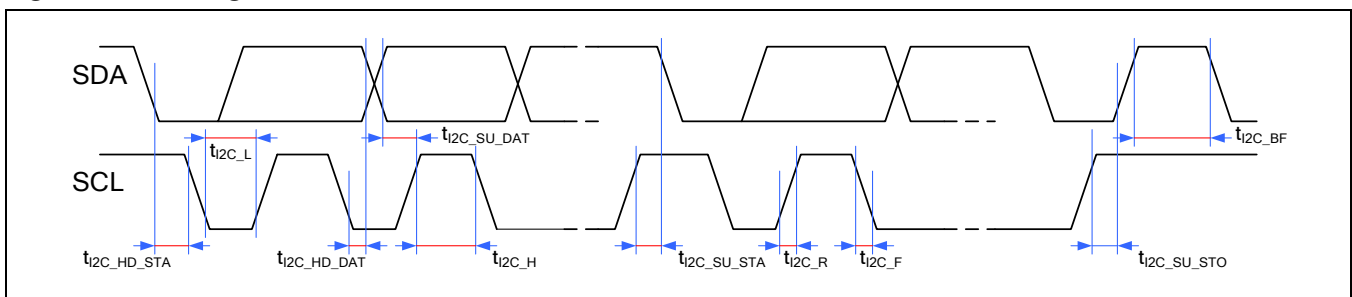 SDA
tI2C_SU_DAT
tI2C_BF
tI2C_L
SCL
tI2C_HD_STA
tI2C_HD_DAT
tI2C_H
tI2C_SU_STA
tI2C_R
tI2C_F
tI2C_SU_STO